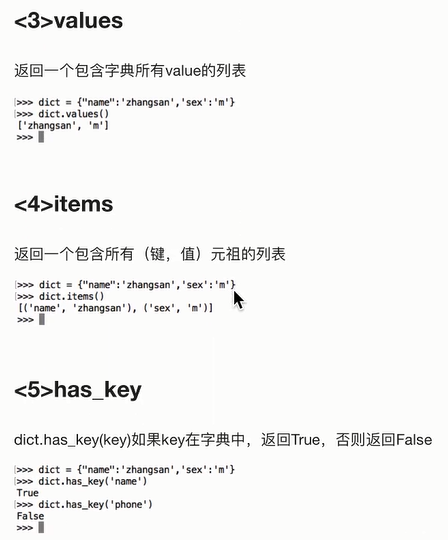 <3>values
返回一个包含字典所有value的列表
>>> dict = {"name":'zhangsan','sex':'m'}
>>> dict.values()
['zhangsan', 'm']
>>>
<4>items
返回一个包含所有（键，值）元祖的列表
>>> dict = {"name":'zhangsan','sex':'m'}
>>> dict.items()
[('name', 'zhangsan'), ('sex', 'm')]
>>>
<5>has_key
dict.has_key(key)如果key在字典中，返回True，否则返回False
>>> dict = {"name":'zhangsan','sex':'m'}
>>> dict.has_key('name')
True
>>> dict.has_key('phone')
False
>>>